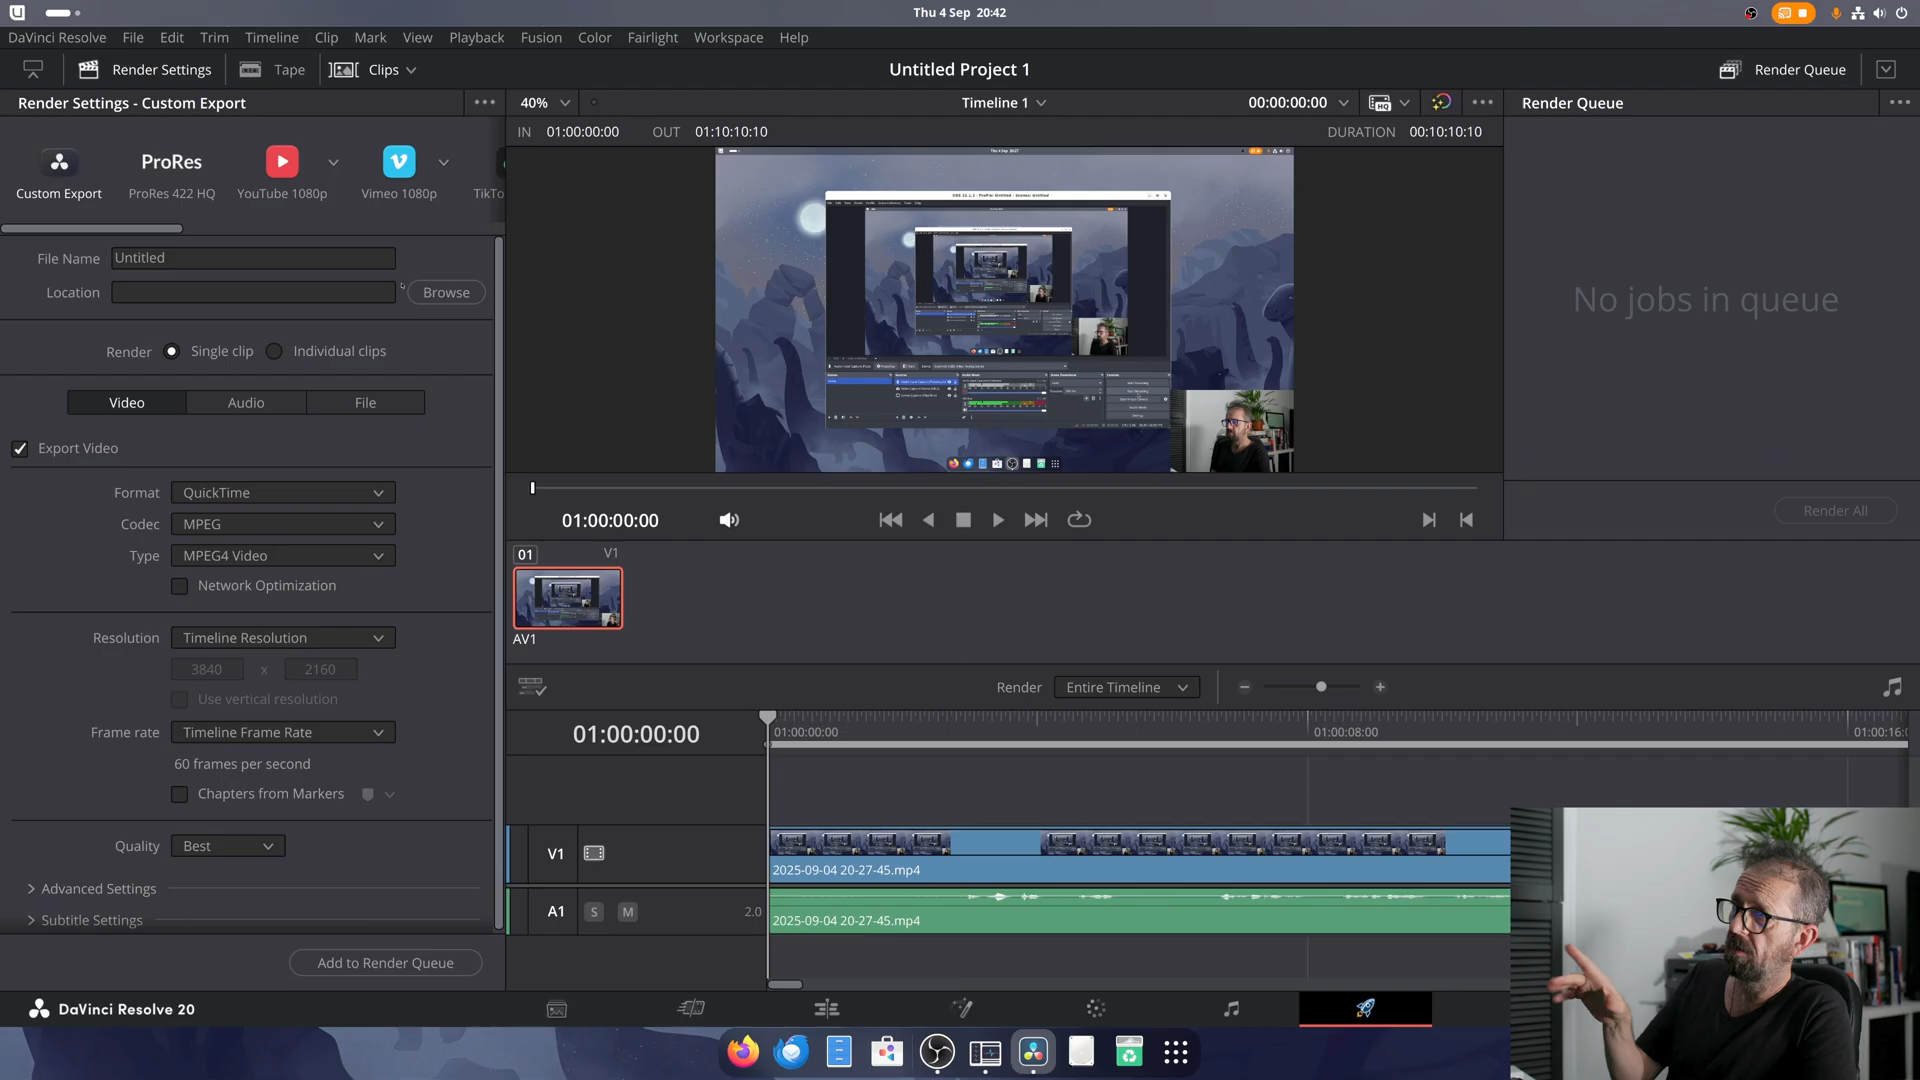 Thu 4 Sep 20:42
DaVinci Resolve File Edit Trim Timeline Clip Mark View Playback Fusion Color Fairlight Workspace Help
Render Settings Tape Clips Untitled Project 1 Render Queue
Render Settings - Custom Export 40% Timeline 1 00:00:00:00 HQ Render Queue
IN 01:00:00:00 OUT 01:10:10:10 DURATION 00:10:10:10
ProRes
Custom Export ProRes 422 HQ YouTube 1080p Vimeo 1080p TikTo
File Name Untitled
Location Browse
No jobs in queue
Render Single clip Individual clips
Video Audio File
Export Video
Format QuickTime
Render All
Codec MPEG
01:00:00:00
Type MPEG4 Video
01 V1
Network Optimization
Resolution Timeline Resolution
AV1
3840 x 2160
Render Entire Timeline
Use vertical resolution
Frame rate Timeline Frame Rate
01:00:00:00 01:00:00:00 01:00:08:00 01:00:16:0
60 frames per second
Chapters from Markers
Quality Best
V1
2025-09-04 20-27-45.mp4
Advanced Settings
A1 S M 2.0
2025-09-04 20-27-45.mp4
Subtitle Settings
Add to Render Queue
DaVinci Resolve 20